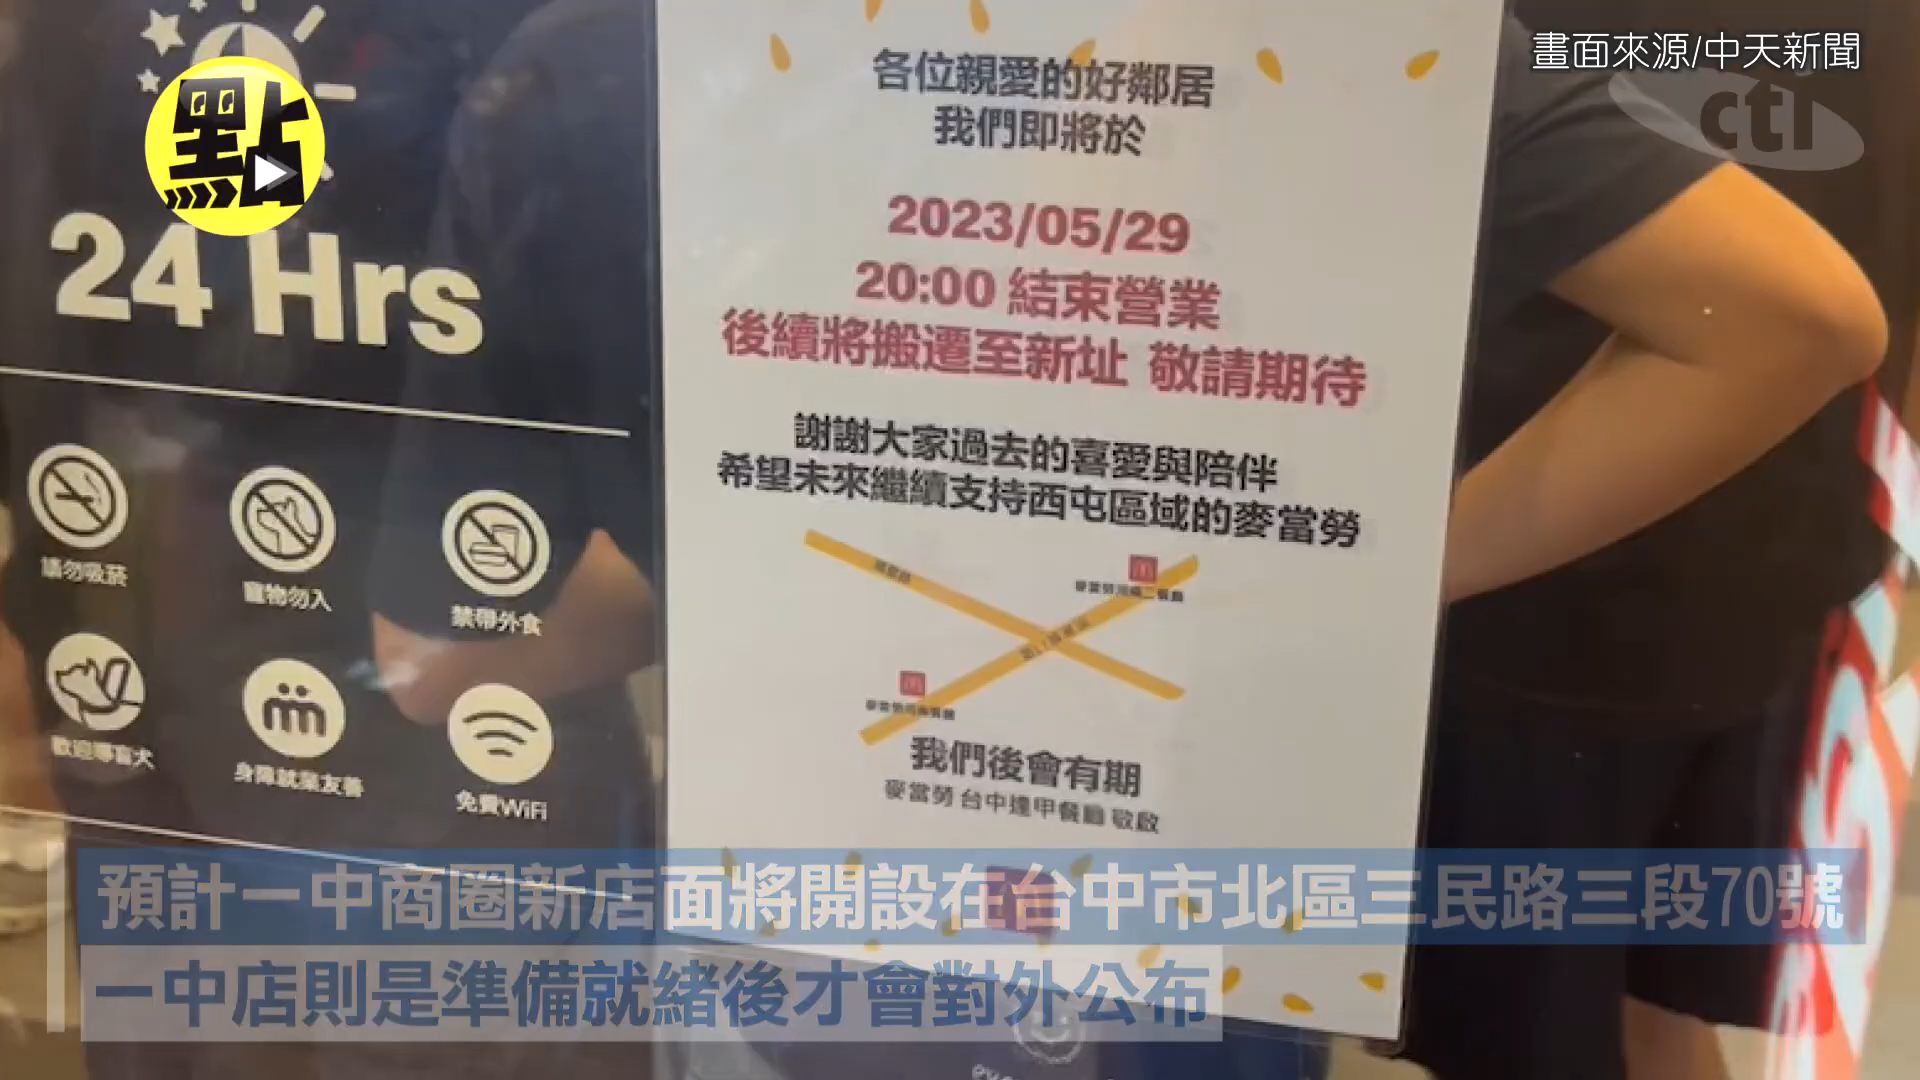 畫面來源/中天新聞
cti
點
24 Hrs
請勿吸菸
寵物勿入
禁帶外食
歡迎導盲犬
身障就業友善
免費WiFi
各位親愛的好鄰居
我們即將於
2023/05/29
20:00 結束營業
後續將搬遷至新址 敬請期待
謝謝大家過去的喜愛與陪伴
希望未來繼續支持西屯區域的麥當勞
我們後會有期
麥當勞 台中逢甲餐廳 敬啟
預計一中商圈新店面將開設在台中市北區三民路三段70號
一中店則是準備就緒後才會對外公布